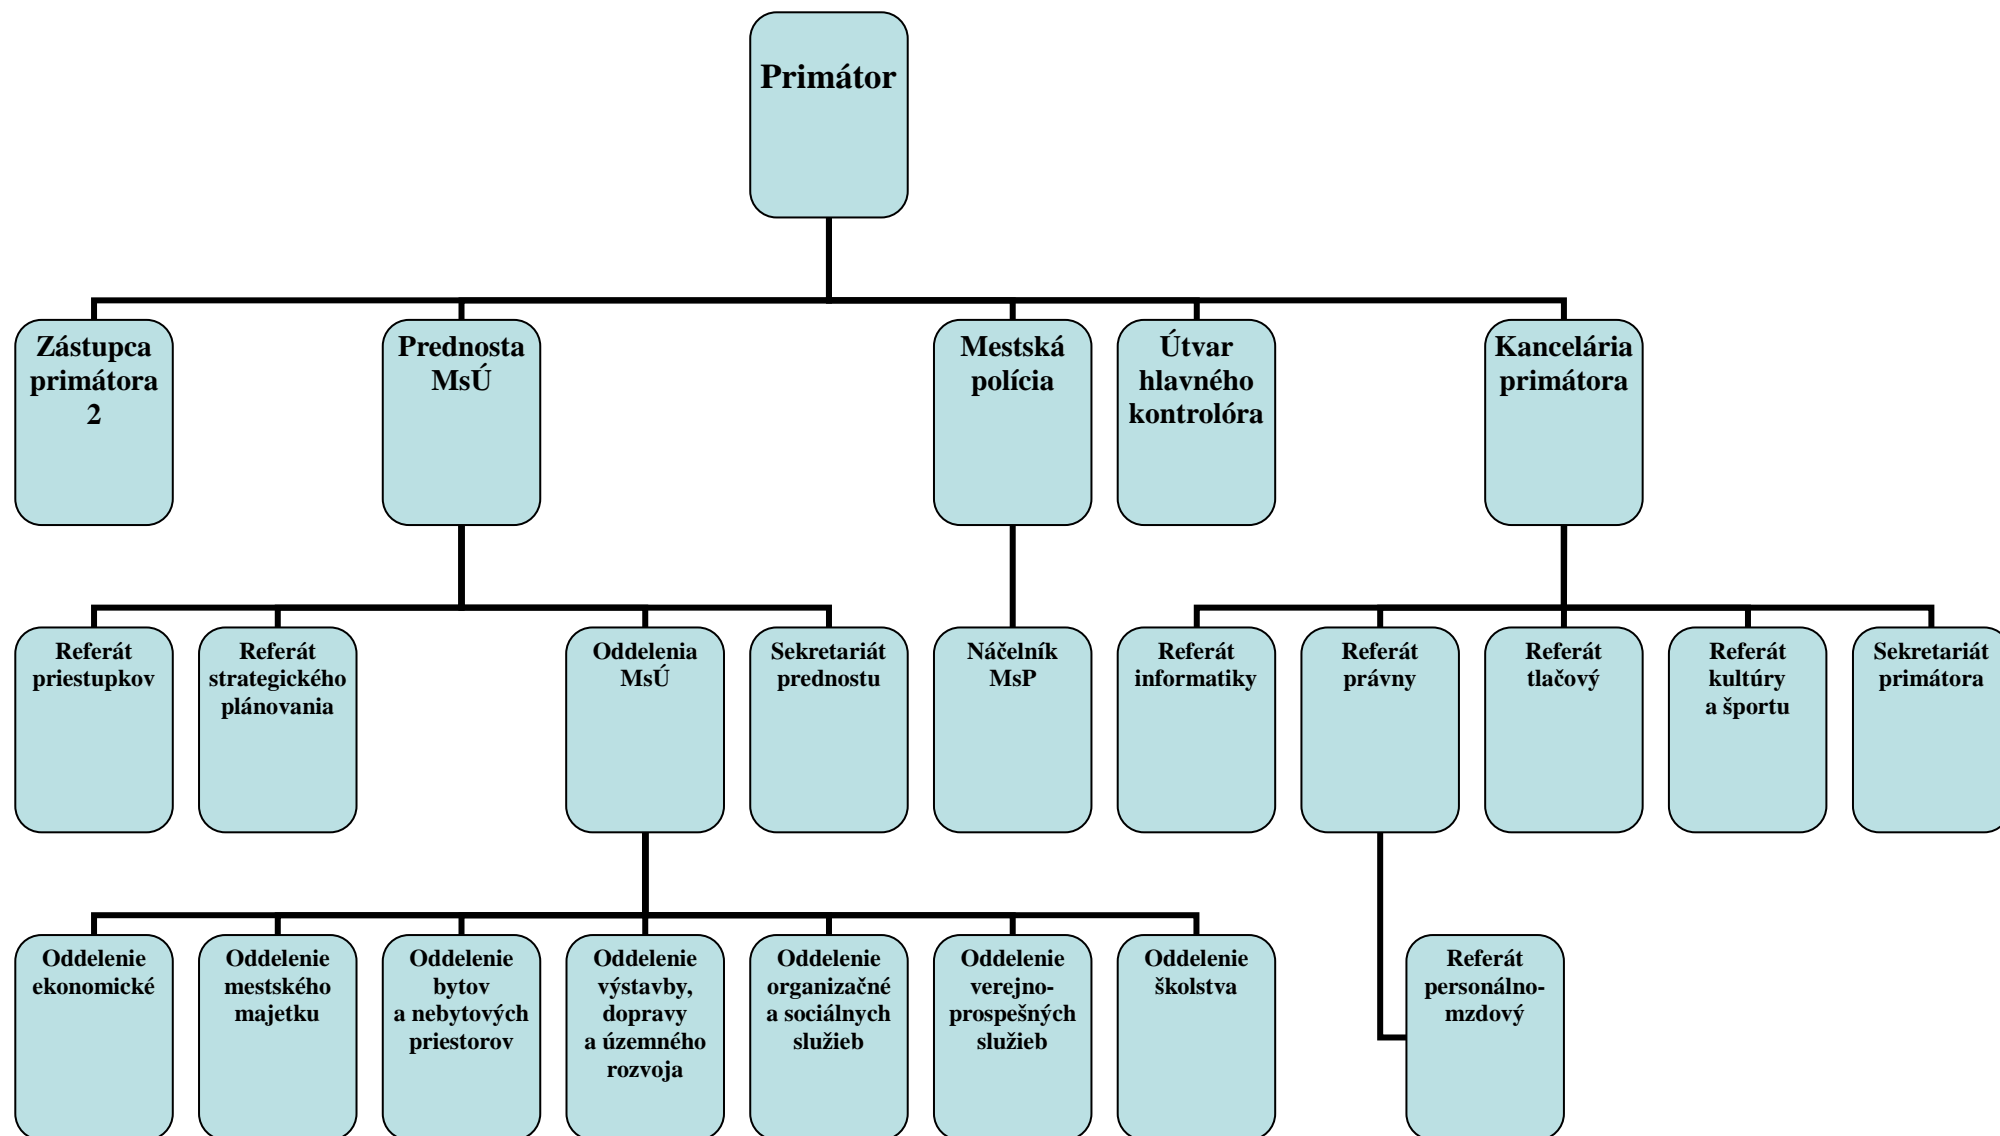 Primátor
Zástupca
primátora
2
Prednosta
MsÚ
Mestská
polícia
Útvar
hlavného
kontrolóra
Kancelária
primátora
Referát
priestupkov
Referát
strategického
plánovania
Oddelenia
MsÚ
Sekretariát
prednostu
Náčelník
MsP
Referát
informatiky
Referát
právny
Referát
tlačový
Referát
kultúry
a športu
Sekretariát
primátora
Oddelenie
ekonomické
Oddelenie
mestského
majetku
Oddelenie
bytov
a nebytových
priestorov
Oddelenie
výstavby,
dopravy
a územného
rozvoja
Oddelenie
organizačné
a sociálnych
služieb
Oddelenie
verejno-
prospešných
služieb
Oddelenie
školstva
Referát
personálno-
mzdový